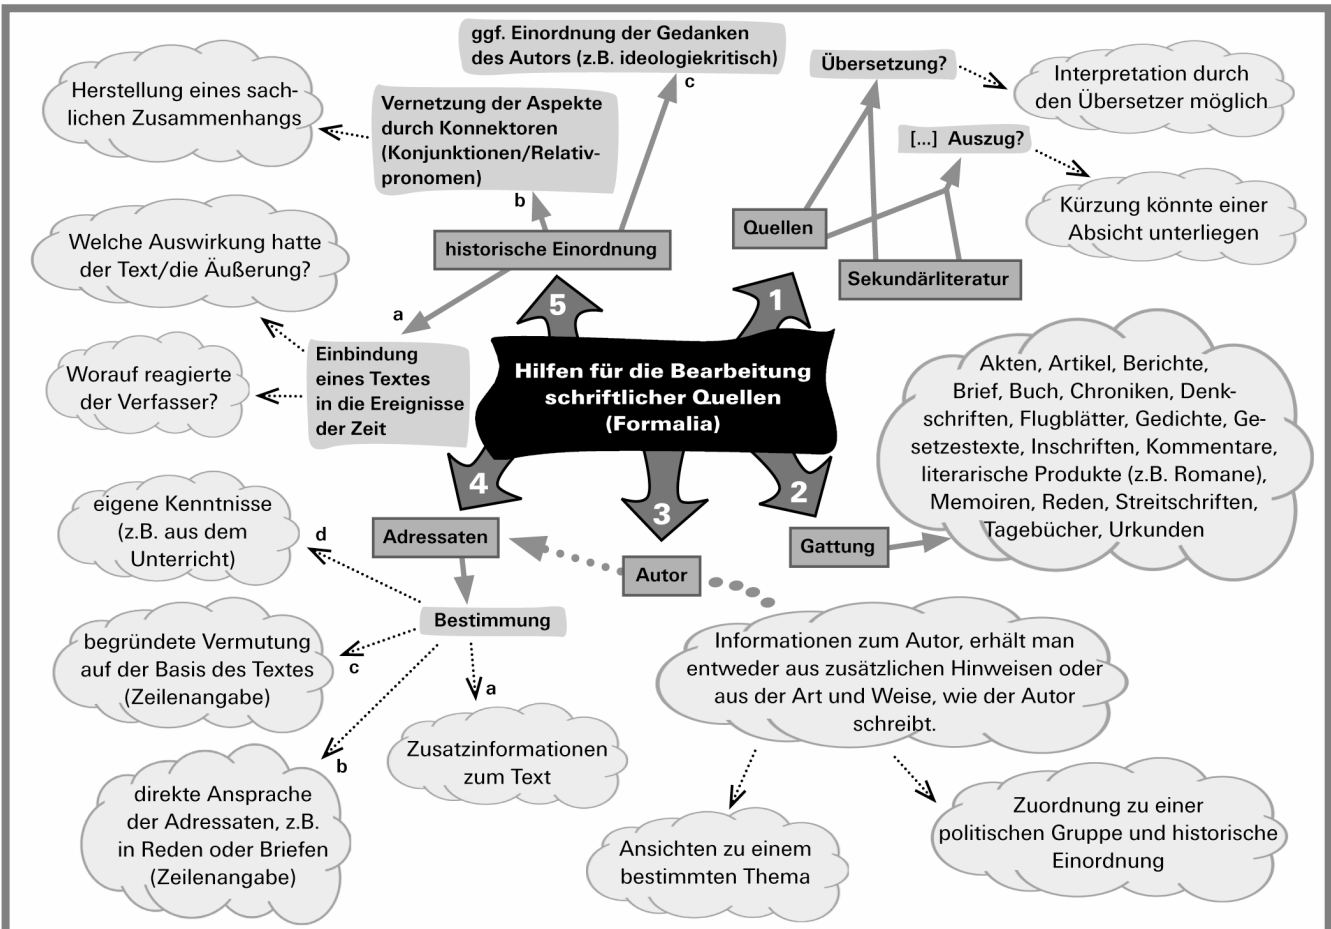 Hilfen für die Bearbeitung
schriftlicher Quellen
(Formalia)
1
Quellen
Sekundärliteratur
Übersetzung?
Interpretation durch
den Übersetzer möglich
[...] Auszug?
Kürzung könnte einer
Absicht unterliegen
2
Gattung
Akten, Artikel, Berichte,
Brief, Buch, Chroniken, Denk-
schriften, Flugblätter, Gedichte, Ge-
setzestexte, Inschriften, Kommentare,
literarische Produkte (z.B. Romane),
Memoiren, Reden, Streitschriften,
Tagebücher, Urkunden
3
Autor
Informationen zum Autor, erhält man
entweder aus zusätzlichen Hinweisen oder
aus der Art und Weise, wie der Autor
schreibt.
Ansichten zu einem
bestimmten Thema
Zuordnung zu einer
politischen Gruppe und historische
Einordnung
4
Adressaten
Bestimmung
a
Zusatzinformationen
zum Text
b
direkte Ansprache
der Adressaten, z.B.
in Reden oder Briefen
(Zeilenangabe)
c
begründete Vermutung
auf der Basis des Textes
(Zeilenangabe)
d
eigene Kenntnisse
(z.B. aus dem
Unterricht)
5
historische Einordnung
a
Einbindung
eines Textes
in die Ereignisse
der Zeit
Worauf reagierte
der Verfasser?
Welche Auswirkung hatte
der Text/die Äußerung?
b
Vernetzung der Aspekte
durch Konnektoren
(Konjunktionen/Relativ-
pronomen)
Herstellung eines sach-
lichen Zusammenhangs
c
ggf. Einordnung der Gedanken
des Autors (z.B. ideologiekritisch)